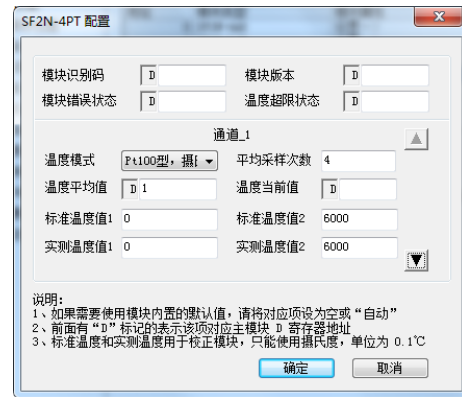 SF2N-4PT 配置
模块识别码 D 模块版本 D
模块错误状态 D 温度超限状态 D
通道_1
温度模式 Pt100型，摄 平均采样次数 4
温度平均值 D 1 温度当前值 D
标准温度值1 0 标准温度值2 6000
实测温度值1 0 实测温度值2 6000
说明:
1、如果需要使用模块内置的默认值，请将对应项设为空或“自动”
2、前面有“D”标记的表示该项对应主模块 D 寄存器地址
3、标准温度和实测温度用于校正模块，只能使用摄氏度，单位为 0.1℃
确定 取消